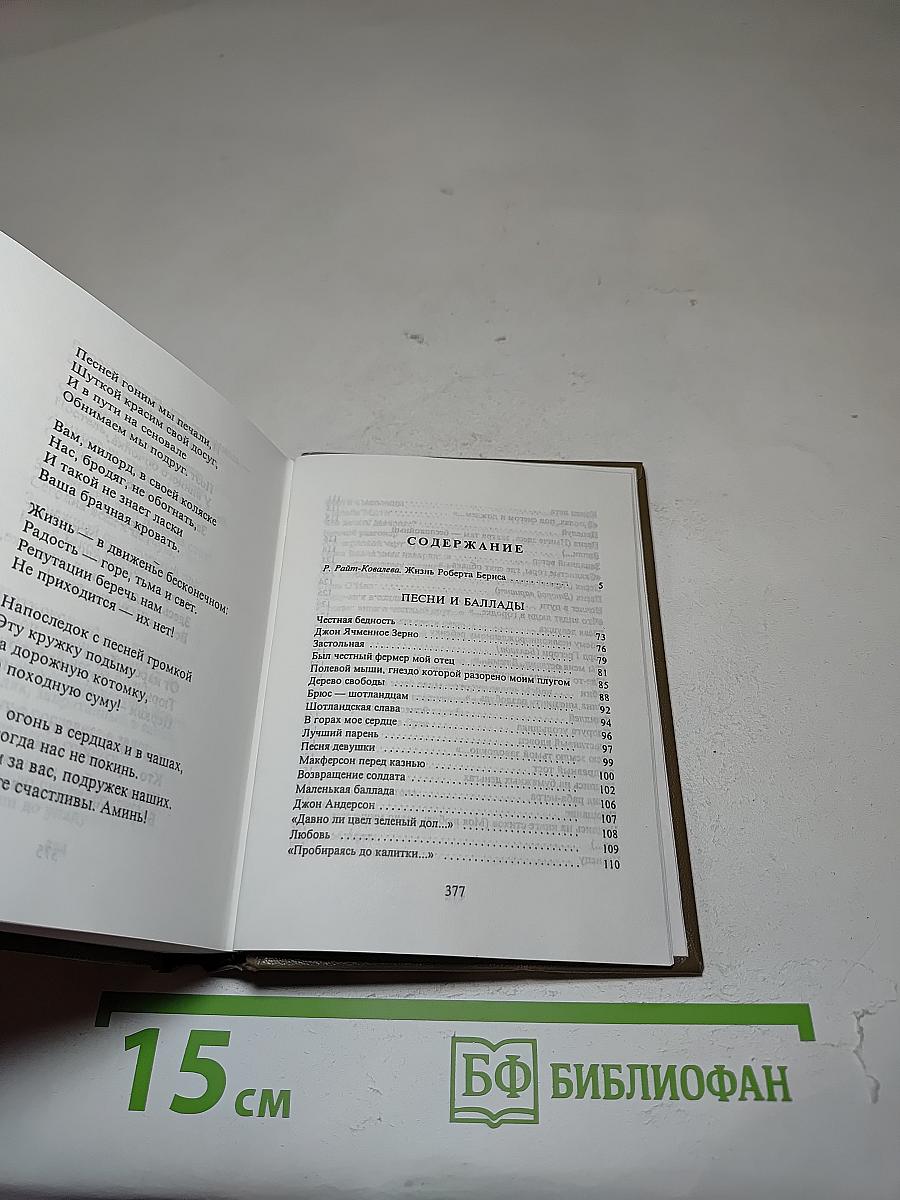 Песней гоним мы печали,
Шуткой красим свой досуг,
И в пути на сеновале
Обнимаем мы подруг.
Вам, милорд, в своей коляске
Нас, бродяг, не обогнать,
И такой не знает ласки
Ваша брачная кровать.
Жизнь — в движенье бесконечном:
Радость — горе, тьма и свет.
Репутации беречь нам
Не приходится — их нет!
Напоследок с песней громкой
Эту кружку подыму
дорожную котомку,
походную суму!
огонь в сердцах и в чашах,
нас не покинь.
за вас, подружек наших.
счастливы. Аминь!
СОДЕРЖАНИЕ
Р. Райт-Ковалева. Жизнь Роберта Бернса . . . . . . . . . . 5
ПЕСНИ И БАЛЛАДЫ
Честная бедность . . . . . . . . . . 73
Джон Ячменное Зерно . . . . . . . . . . 76
Застольная . . . . . . . . . . 79
Был честный фермер мой отец . . . . . . . . . . 81
Полевой мыши, гнездо которой разорено моим плугом 85
Дерево свободы . . . . . . . . . . 88
Брюс — шотландцам . . . . . . . . . . 92
Шотландская слава . . . . . . . . . . 94
В горах мое сердце . . . . . . . . . . 96
Лучший парень . . . . . . . . . . 97
Песня девушки . . . . . . . . . . 99
Макферсон перед казнью . . . . . . . . . . 100
Возвращение солдата . . . . . . . . . . 102
Маленькая баллада . . . . . . . . . . 106
Джон Андерсон . . . . . . . . . . 107
«Давно ли цвел зеленый дол...» . . . . . . . . . . 108
Любовь . . . . . . . . . . 109
«Пробираясь до калитки...» . . . . . . . . . . 110
377
15 см
БФ БИБЛИОФАН